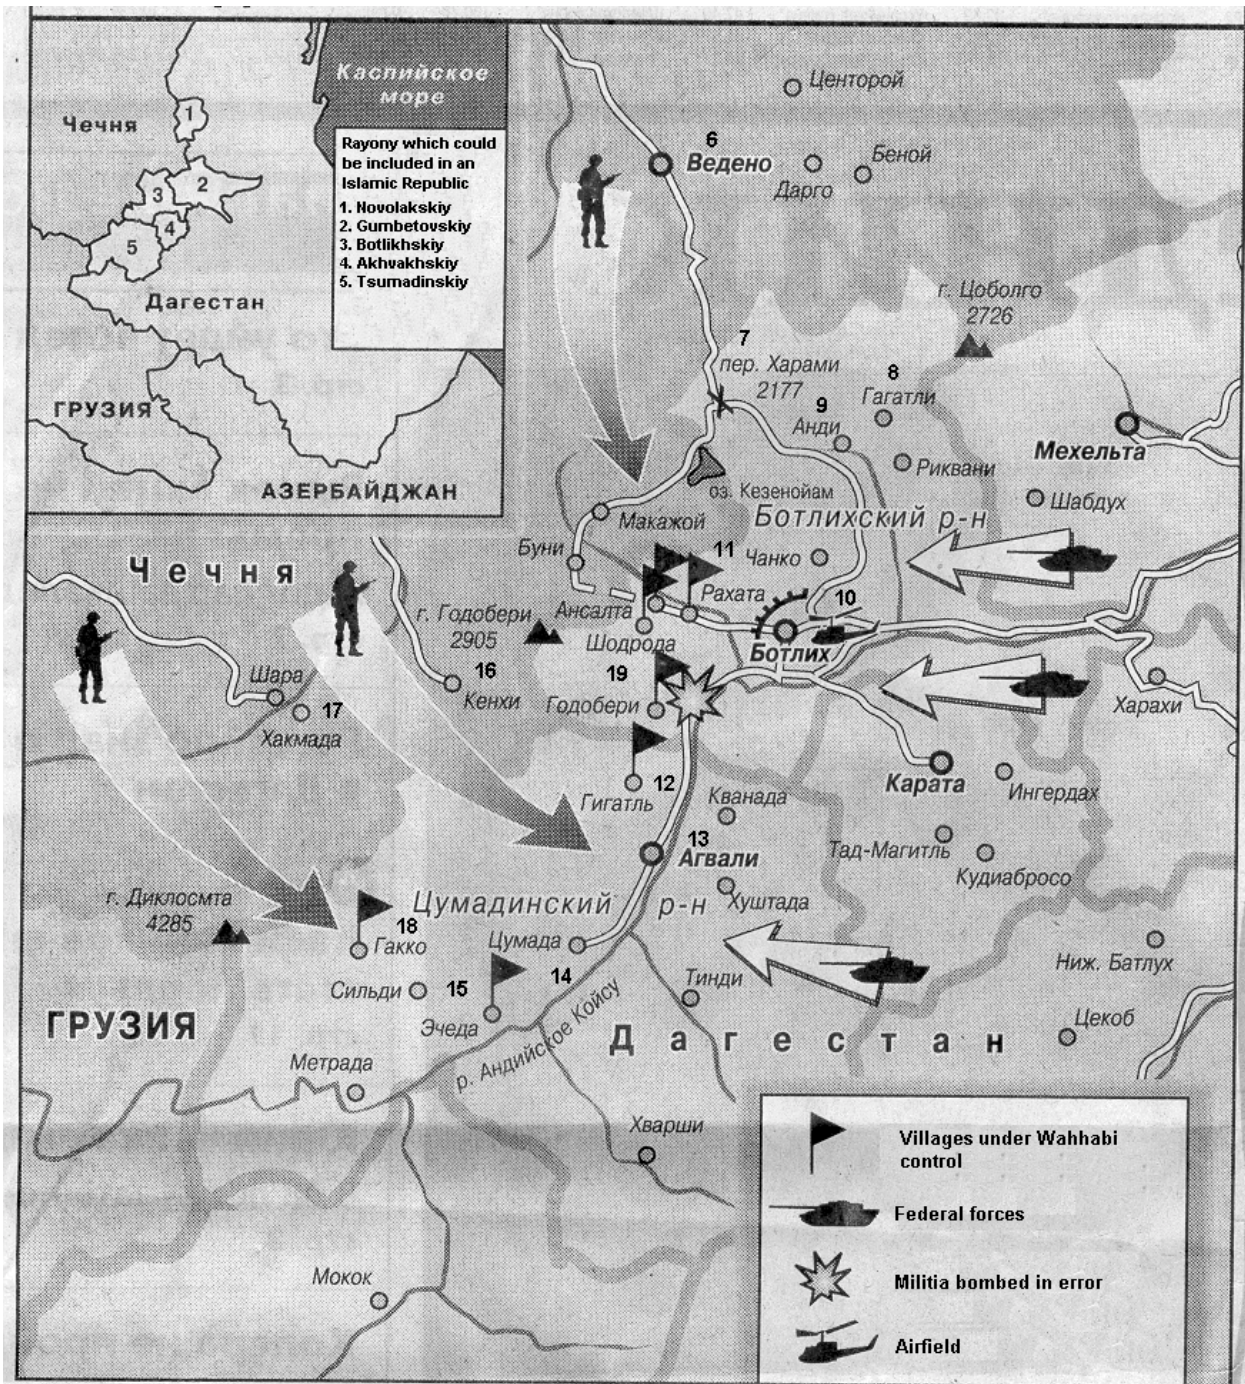 Каспийское
море
Чечня
1
2
3
4
5
Дагестан
ГРУЗИЯ
АЗЕРБАЙДЖАН
Rayony which could
be included in an
Islamic Republic
1. Novolakskiy
2. Gumbetovskiy
3. Botlikhskiy
4. Akhvakhskiy
5. Tsumadinskiy
Центорой
6
Ведено
Дарго
Беной
г. Цоболго
2726
7
пер. Харами
2177
8
Гагатли
9
Анди
Мехельта
Риквани
Шабдух
оз. Кезенойам
Макажой
Ботлихский р-н
Буни
11
Чанко
Чечня
г. Годобери
2905
Ансалта
Рахата
10
Шодрода
Ботлих
Шара
16
Кенхи
19
Годобери
17
Хакмада
Харахи
12
Гигатль
Кванада
Карата
Ингердах
13
Агвали
Тад-Магитль
Кудиабросо
г. Диклосмта
4285
Цумадинский р-н
Хуштада
18
Гакко
Цумада
Ниж. Батлух
Сильди
15
14
Тинди
Эчеда
ГРУЗИЯ
р. Андийское Койсу
Дагестан
Цекоб
Метрада
Хварши
Мокок
Villages under Wahhabi
control
Federal forces
Militia bombed in error
Airfield